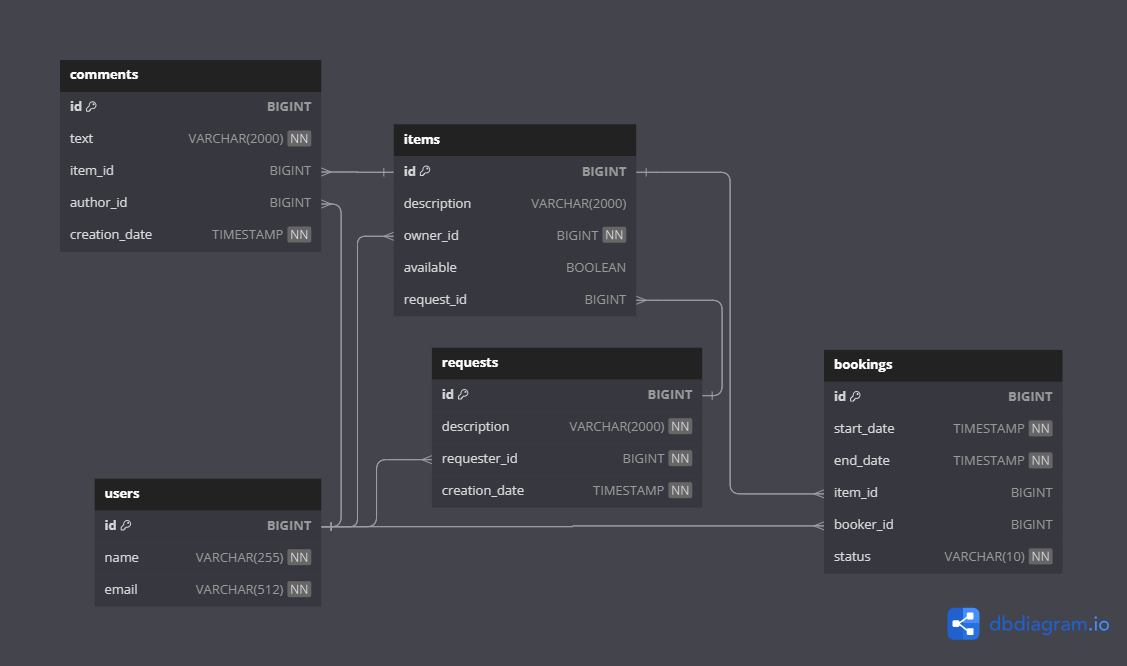 comments
id BIGINT
text VARCHAR(2000) NN
item_id BIGINT
author_id BIGINT
creation_date TIMESTAMP NN
items
id BIGINT
description VARCHAR(2000)
owner_id BIGINT NN
available BOOLEAN
request_id BIGINT
requests
id BIGINT
description VARCHAR(2000) NN
requester_id BIGINT NN
creation_date TIMESTAMP NN
bookings
id BIGINT
start_date TIMESTAMP NN
end_date TIMESTAMP NN
item_id BIGINT
booker_id BIGINT
status VARCHAR(10) NN
users
id BIGINT
name VARCHAR(255) NN
email VARCHAR(512) NN
dbdiagram.io